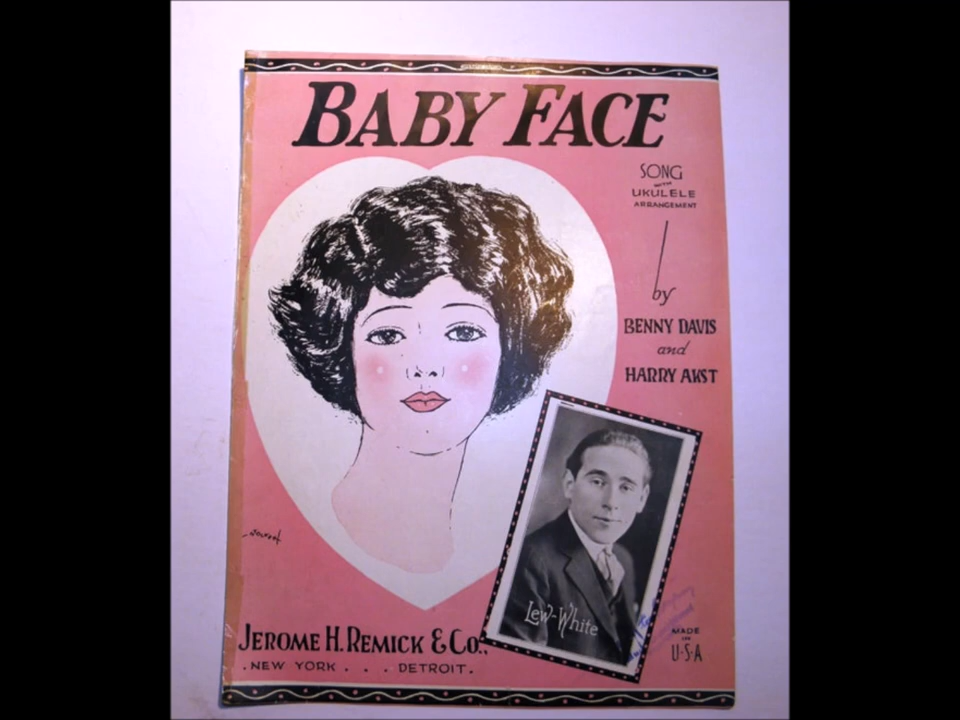 BABY FACE
SONG
WITH
UKULELE
ARRANGEMENT
by
BENNY DAVIS
and
HARRY AKST
Lew-White
JEROME H. REMICK & CO.,
.NEW YORK . . . DETROIT.
MADE
IN
U·S·A